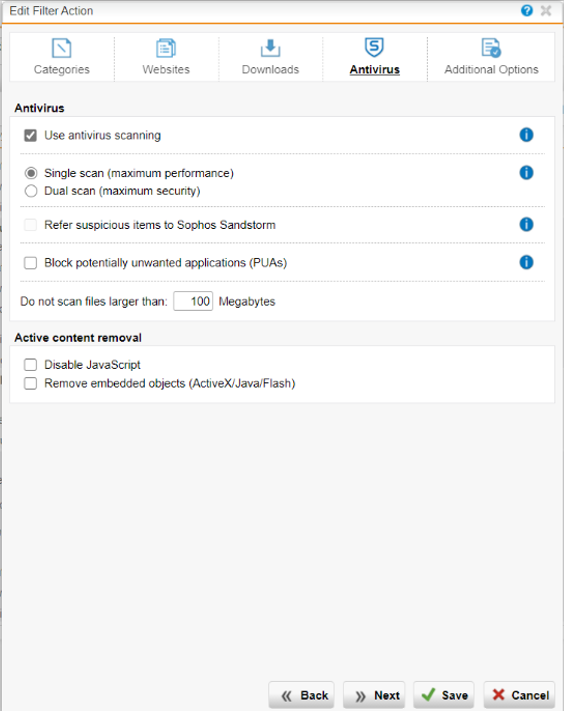 Edit Filter Action
Categories
Websites
Downloads
Antivirus
Additional Options
Antivirus
Use antivirus scanning
Single scan (maximum performance)
Dual scan (maximum security)
Refer suspicious items to Sophos Sandstorm
Block potentially unwanted applications (PUAs)
Do not scan files larger than: 100 Megabytes
Active content removal
Disable JavaScript
Remove embedded objects (ActiveX/Java/Flash)
Back
Next
Save
Cancel